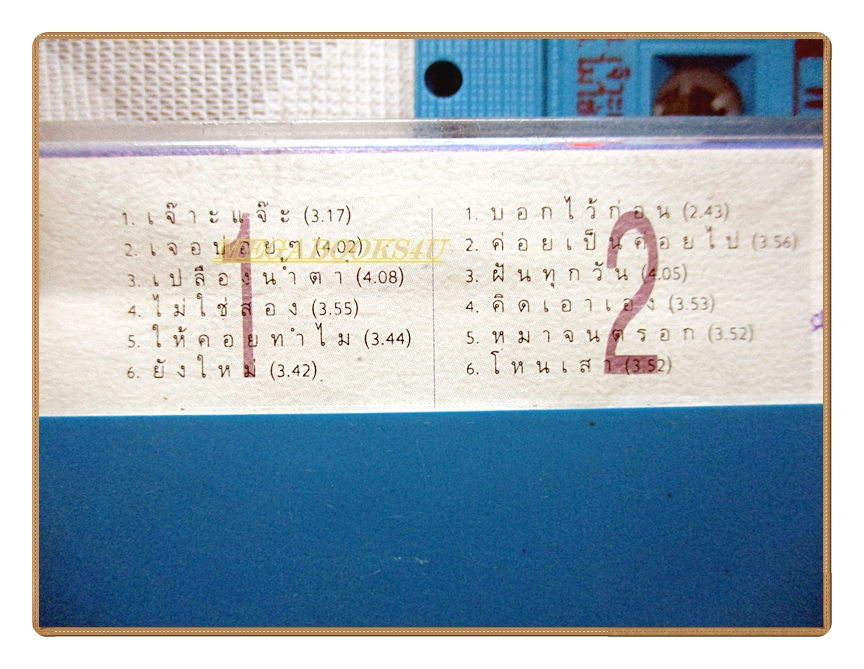 1. เจ๊าะแจ๊ะ (3.17)
2. เจอบ่อยๆ (4.02)
3. เปลืองน้ำตา (4.08)
4. ไม่ใช่สอง (3.55)
5. ให้คอยทำไม (3.44)
6. ยังใหม่ (3.42)
1
MEGABOOKS4U
1. บอกไว้ก่อน (2.43)
2. ค่อยเป็นค่อยไป (3.56)
3. ฝันทุกวัน (4.05)
4. คิดเอาเอง (3.53)
5. หมาจนตรอก (3.52)
6. โหนเสา (3.52)
2